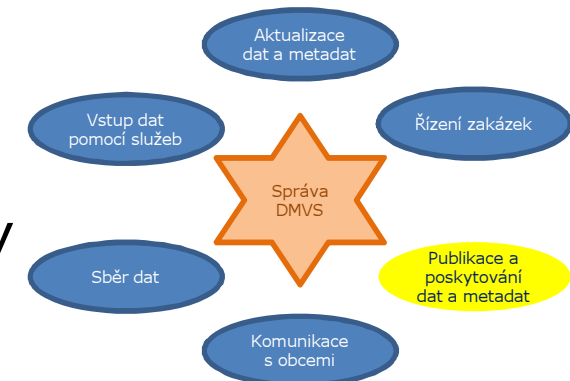 Aktualizace
dat a metadat
Vstup dat
pomocí služeb
Řízení zakázek
Správa
DMVS
y
Sběr dat
Publikace a
poskytování
dat a metadat
Komunikace
s obcemi